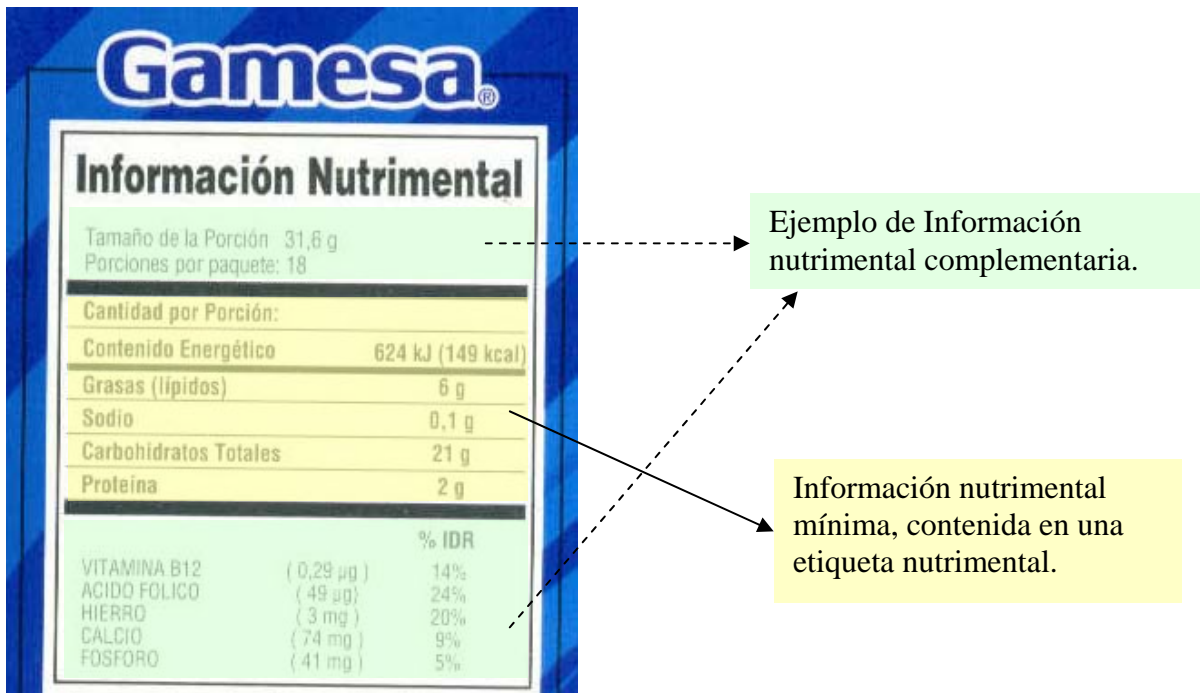 Gamesa®
Información Nutrimental
Tamaño de la Porción 31,6 g
Porciones por paquete: 18
Cantidad por Porción:
Contenido Energético 624 kJ (149 kcal)
Grasas (lípidos) 6 g
Sodio 0,1 g
Carbohidratos Totales 21 g
Proteína 2 g
% IDR
VITAMINA B12 ( 0,29 µg ) 14%
ACIDO FOLICO ( 49 µg) 24%
HIERRO ( 3 mg ) 20%
CALCIO ( 74 mg ) 9%
FOSFORO ( 41 mg ) 5%
Ejemplo de Información
nutrimental complementaria.
Información nutrimental
mínima, contenida en una
etiqueta nutrimental.